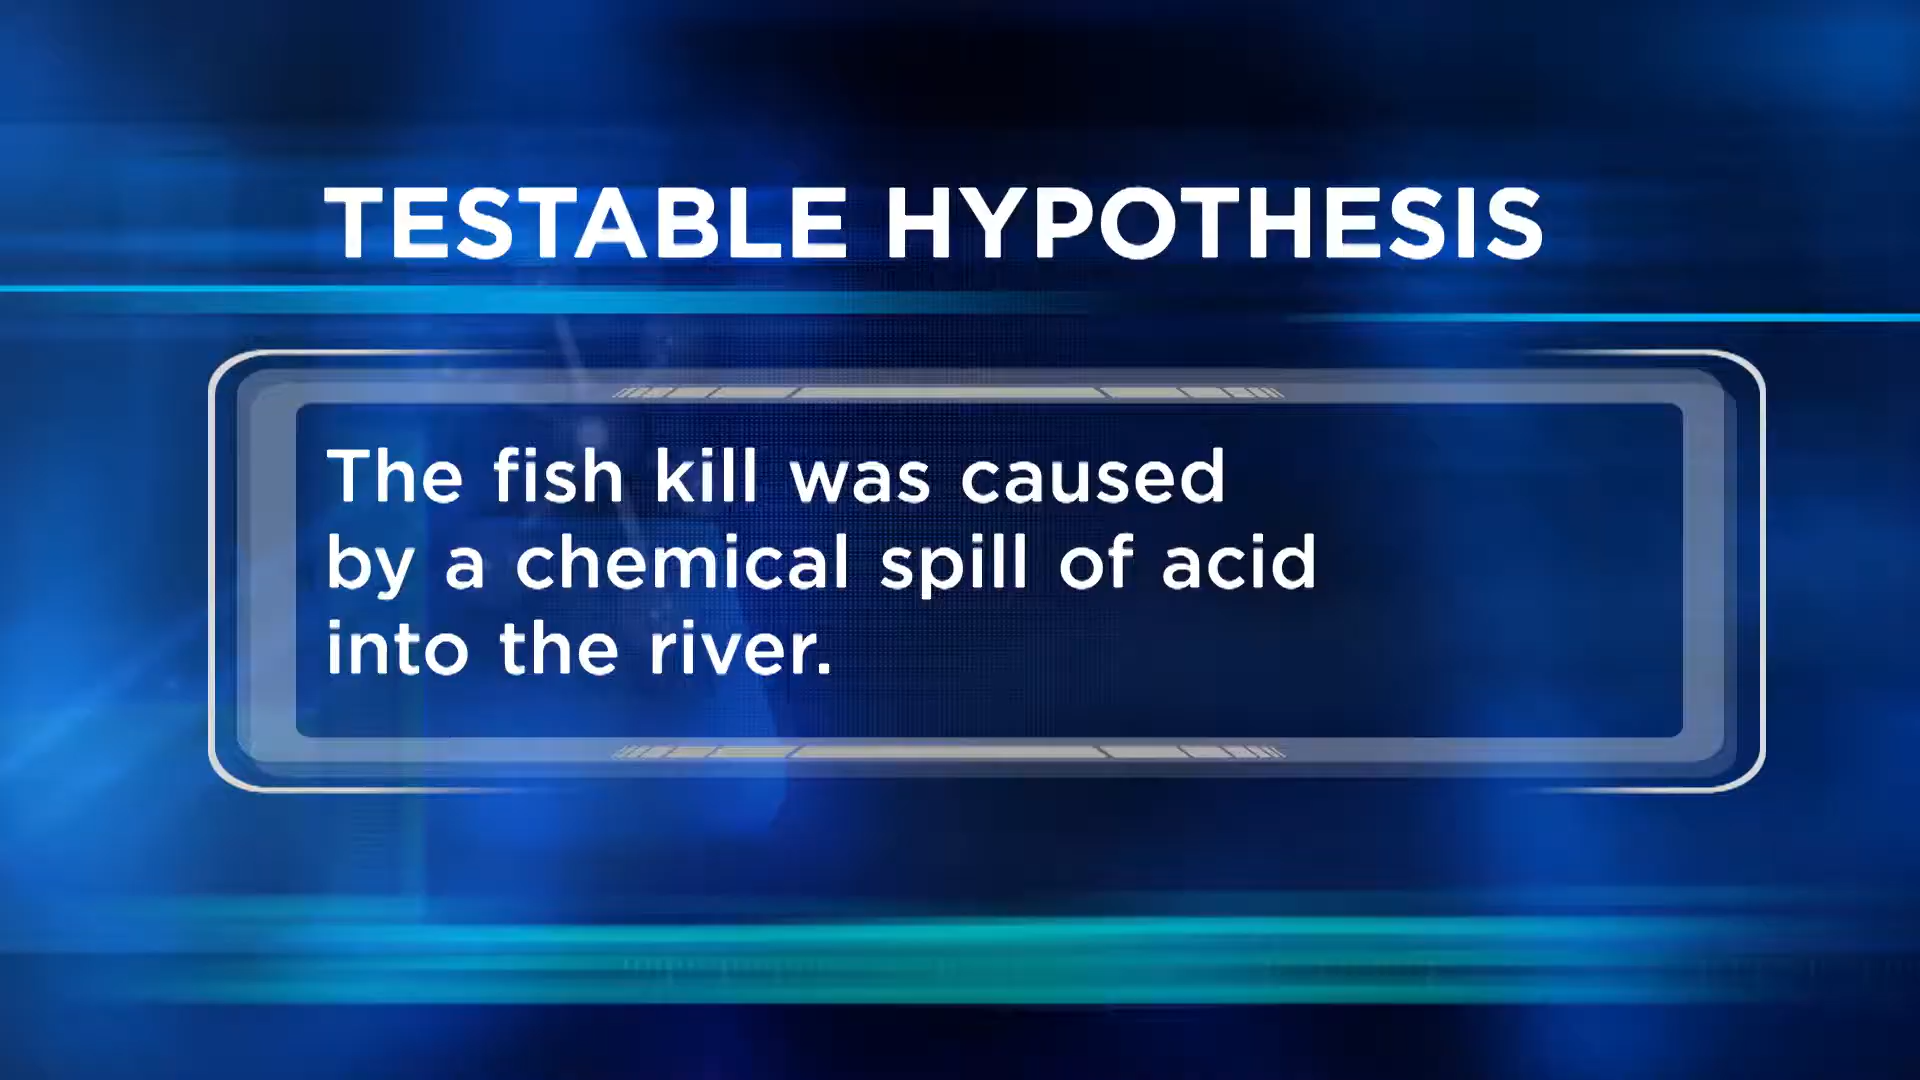 TESTABLE HYPOTHESIS
The fish kill was caused
by a chemical spill of acid
into the river.